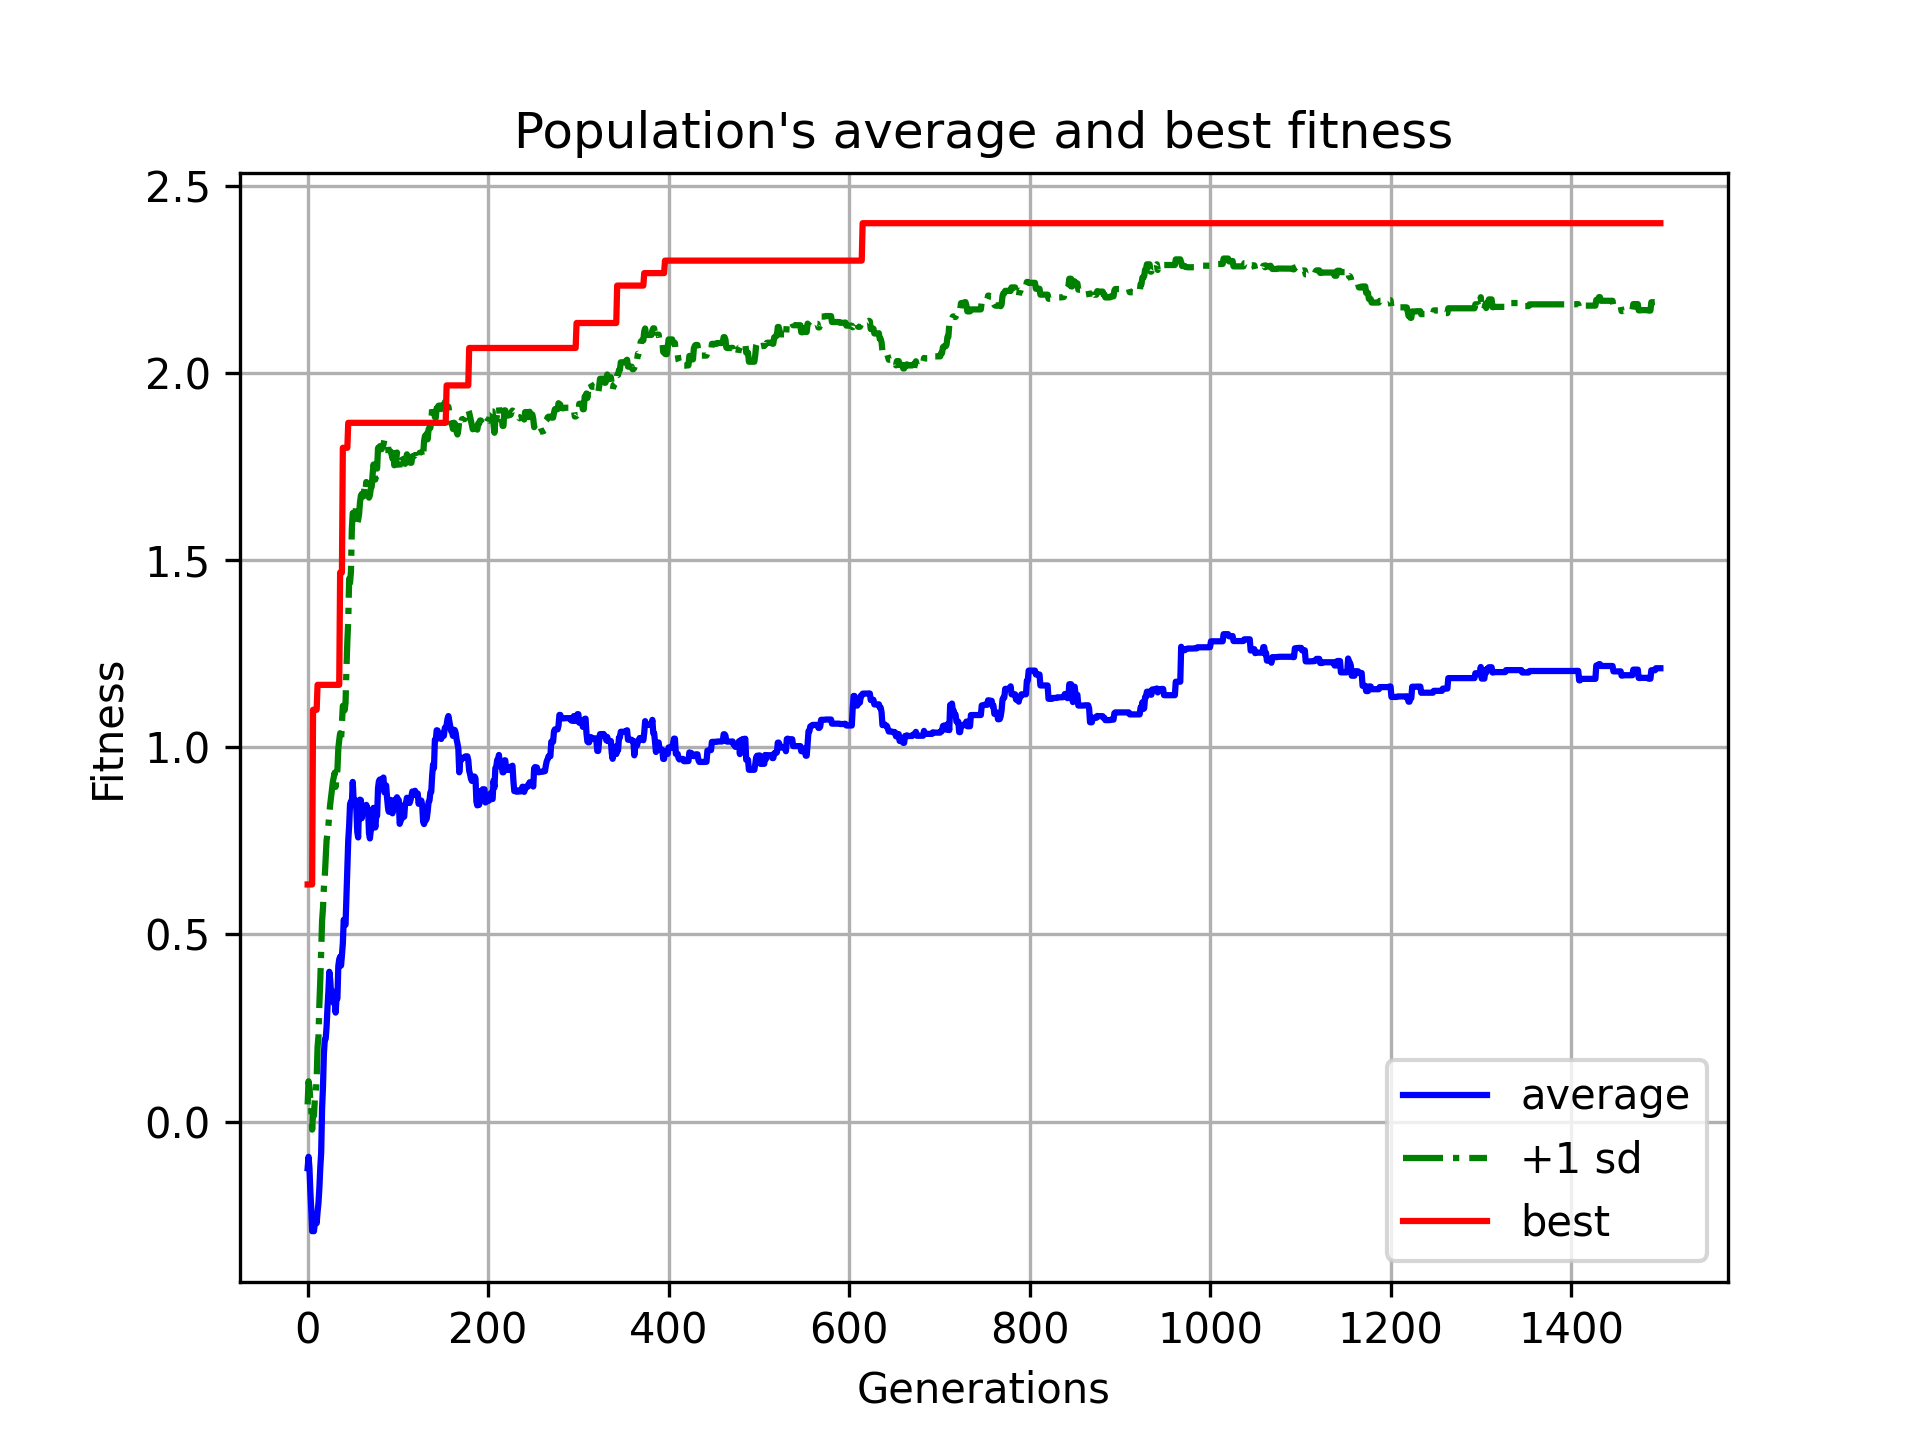 Population's average and best fitness
2.5
2.0
1.5
1.0
0.5
0.0
Fitness
0 200 400 600 800 1000 1200 1400
Generations
average
+1 sd
best